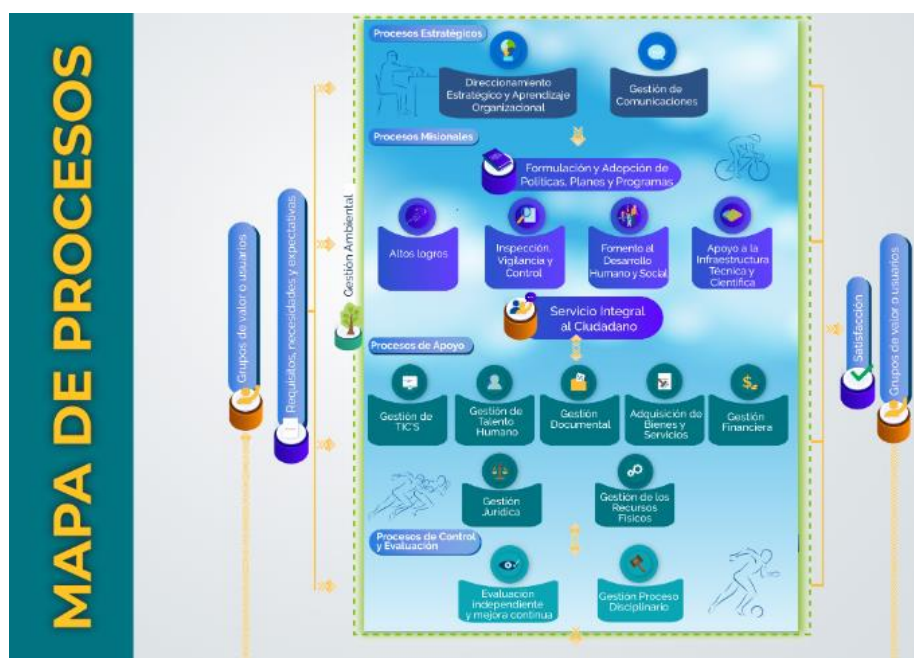 MAPA DE PROCESOS
Grupos de valor o usuarios
Requisitos, necesidades y expectativas
Gestión Ambiental
Procesos Estratégicos
Direccionamiento
Estratégico y Aprendizaje
Organizacional
Gestión de
Comunicaciones
Procesos Misionales
Formulación y Adopción de
Políticas, Planes y Programas
Altos logros
Inspección,
Vigilancia y
Control
Fomento al
Desarrollo
Humano y Social
Apoyo a la
Infraestructura
Técnica y
Científica
Servicio Integral
al Ciudadano
Procesos de Apoyo
Gestión de
TIC'S
Gestión de
Talento
Humano
Gestión
Documental
Adquisición de
Bienes y
Servicios
Gestión
Financiera
Gestión
Jurídica
Gestión de los
Recursos
Físicos
Procesos de Control
y Evaluación
Evaluación
independiente
y mejora continua
Gestión Proceso
Disciplinario
Satisfacción
Grupos de valor o usuarios